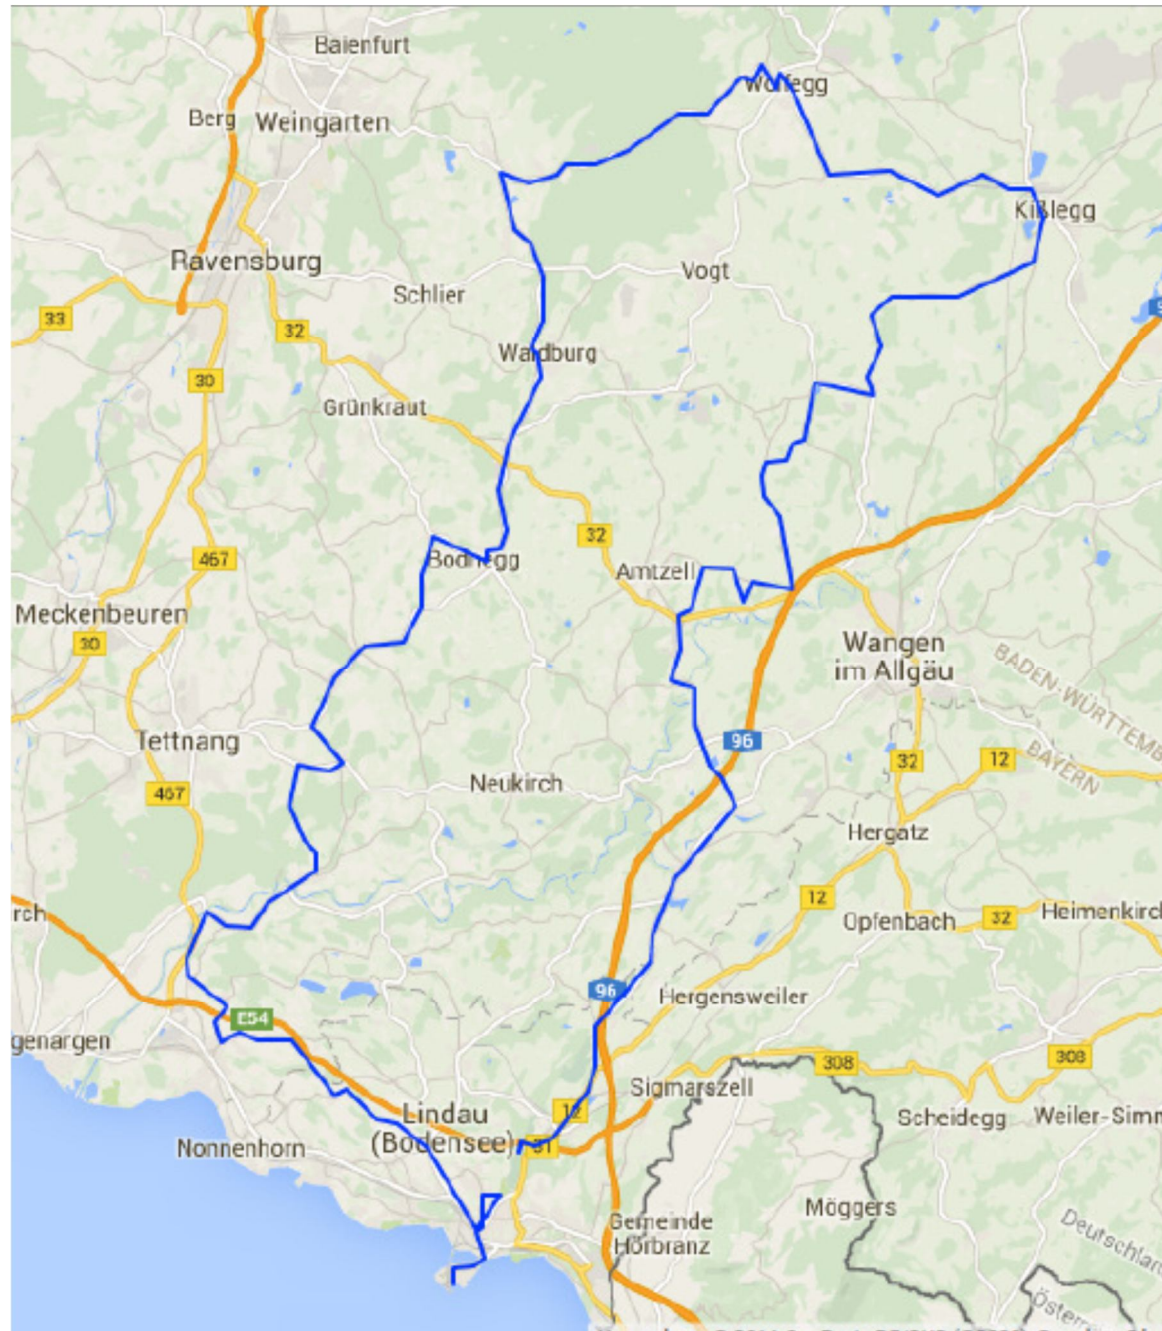 Baienfurt
Wolfegg
Berg
Weingarten
Kißlegg
Ravensburg
Vogt
Schlier
33
32
Waldburg
30
Grünkraut
Bodnegg
32
467
Amtzell
Meckenbeuren
30
Wangen
im Allgäu
BADEN-WÜRTTEMB
BAYERN
Tettnang
96
32
12
Neukirch
467
Hergatz
12
rch
Opfenbach
32
Heimenkirch
96
Hergensweiler
E54
genargen
308
308
Sigmarszell
Lindau
(Bodensee)
12
31
Scheidegg
Weiler-Simm
Nonnenhorn
Möggers
Gemeinde
Hörbranz
Deutschlan
Österr